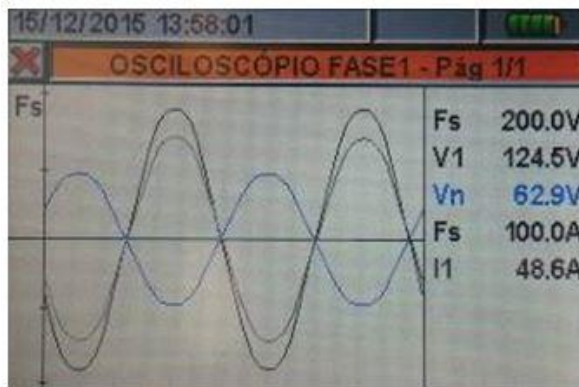 15/12/2015 13:58:01
OSCILOSCÓPIO FASE1 - Pág 1/1
Fs
Fs 200.0V
V1 124.5V
Vn 62.9V
Fs 100.0A
I1 48.6A